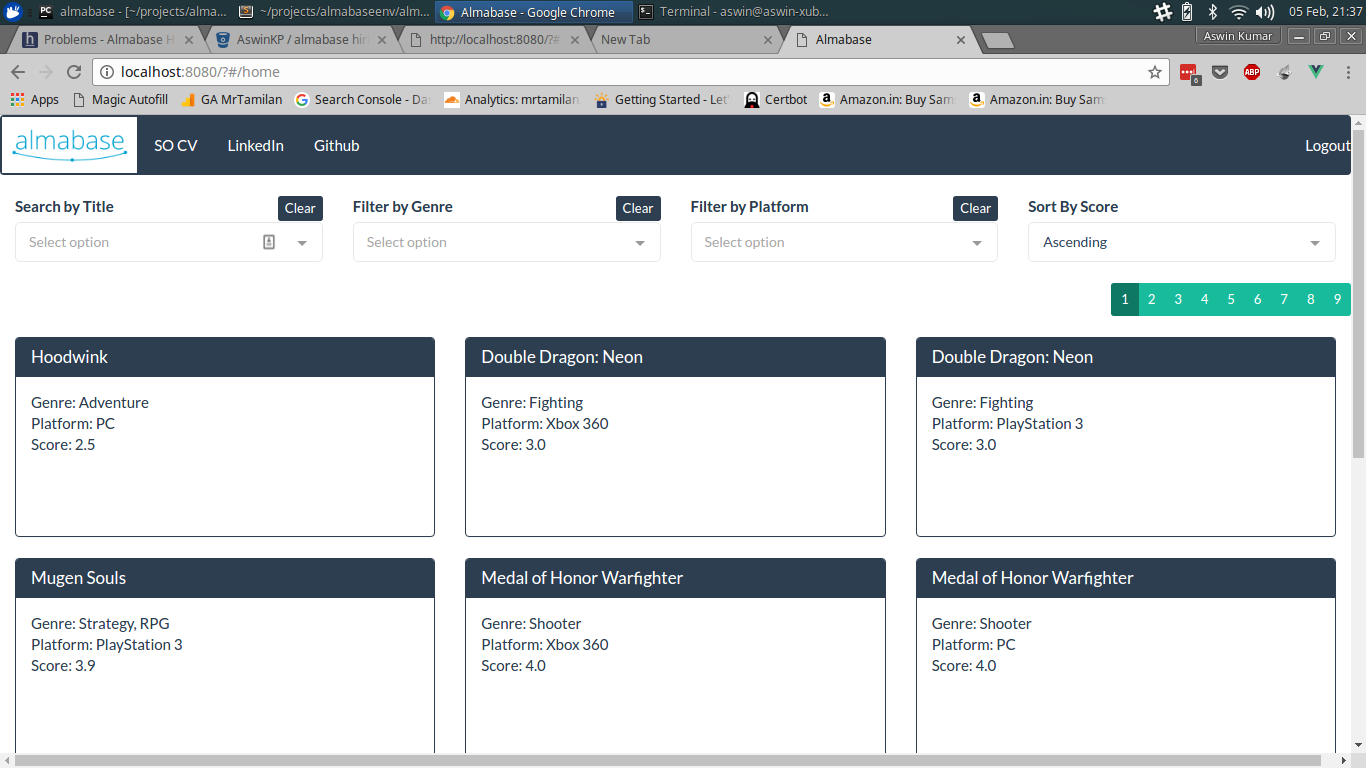 almabase - [~/projects/alma... ~/projects/almabaseenv/alm... Almabase - Google Chrome Terminal - aswin@aswin-xub... 05 Feb, 21:37
Problems - Almabase H AswinKP / almabase hiri http://localhost:8080/?# New Tab Almabase Aswin Kumar
localhost:8080/?#/home 6 ABP
Apps Magic Autofill GA MrTamilan Search Console - Da Analytics: mrtamilan. Getting Started - Let' Certbot Amazon.in: Buy Sam Amazon.in: Buy Sam
almabase SO CV LinkedIn Github Logout
Search by Title Clear Filter by Genre Clear Filter by Platform Clear Sort By Score
Select option Select option Select option Ascending
1 2 3 4 5 6 7 8 9
Hoodwink Double Dragon: Neon Double Dragon: Neon
Genre: Adventure Genre: Fighting Genre: Fighting
Platform: PC Platform: Xbox 360 Platform: PlayStation 3
Score: 2.5 Score: 3.0 Score: 3.0
Mugen Souls Medal of Honor Warfighter Medal of Honor Warfighter
Genre: Strategy, RPG Genre: Shooter Genre: Shooter
Platform: PlayStation 3 Platform: Xbox 360 Platform: PC
Score: 3.9 Score: 4.0 Score: 4.0